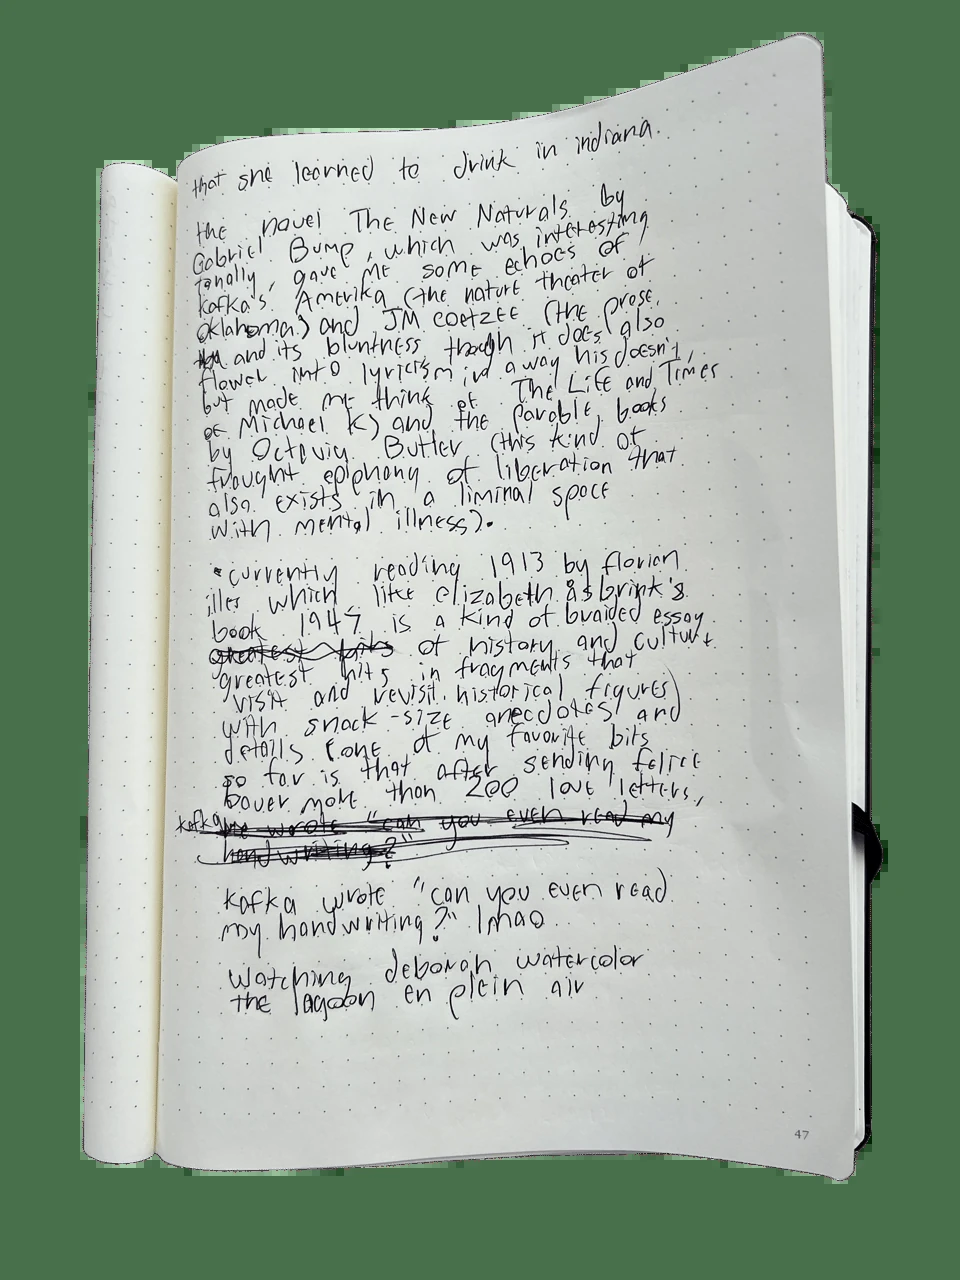 that she learned to drink in indiana.
the novel The New Naturals by
Gabriel Bump, which was interesting
tonally, gave me some echoes of
Kafka's Amerika (the nature theater of
oklahoma) and JM coetzee (the prose,
and its bluntness, though it does also
flower into lyricism in a way his doesn't,
but made me think of The Life and Times
of Michael K) and the parable books
by Octavia Butler (this kind of
fraught epiphany of liberation that
also exists in a liminal space
with mental illness).
• currently reading 1913 by florian
illes which like elizabeth åsbrink's
book 1947 is a kind of braided essay
greatest hits of history and culture
greatest hits in fragments that
visit and revisit historical figures
with snack-size anecdotes and
details (one of my favorite bits
so far is that after sending felice
bauer more than 200 love letters,
kafka he wrote "can you even read my
handwriting?"
kafka wrote "can you even read
my handwriting?" lmao
watching deborah watercolor
the lagoon en plein air
47